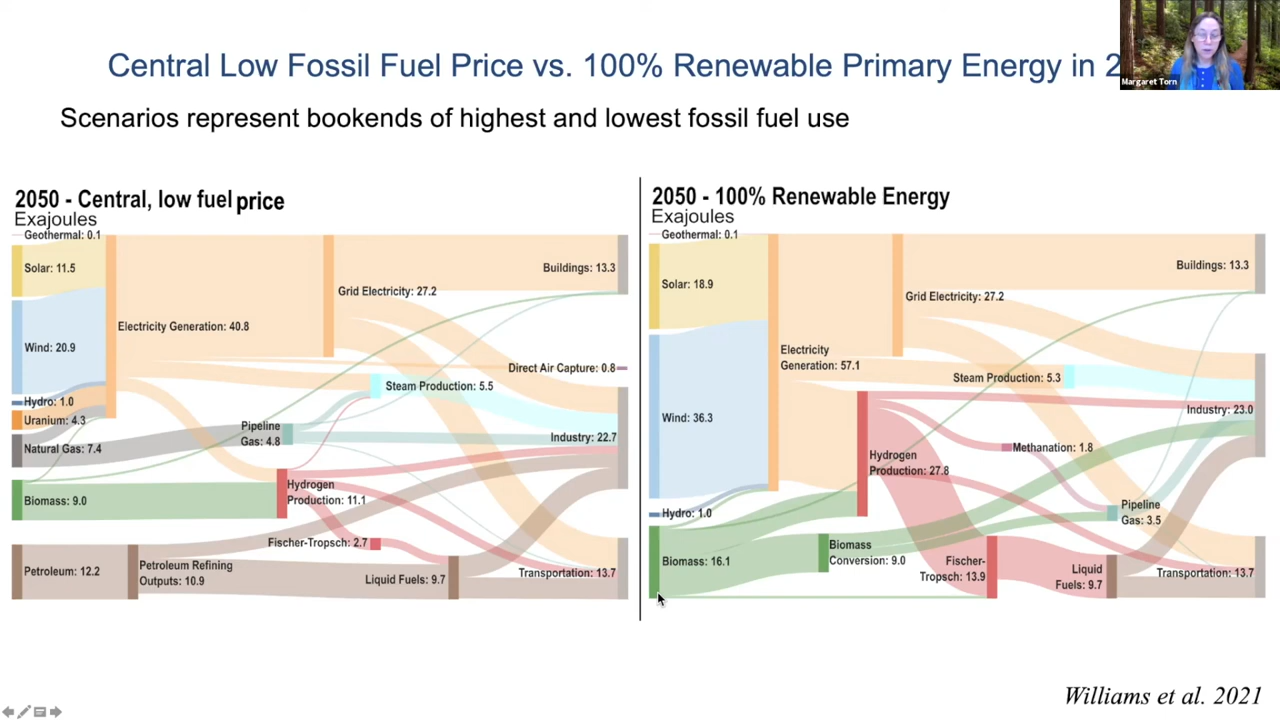 Central Low Fossil Fuel Price vs. 100% Renewable Primary Energy in 2
Margaret Torn
Scenarios represent bookends of highest and lowest fossil fuel use
2050 - Central, low fuel price
Exajoules
Geothermal: 0.1
Solar: 11.5
Wind: 20.9
Hydro: 1.0
Uranium: 4.3
Natural Gas: 7.4
Biomass: 9.0
Petroleum: 12.2
Electricity Generation: 40.8
Petroleum Refining
Outputs: 10.9
Pipeline
Gas: 4.8
Hydrogen
Production: 11.1
Fischer-Tropsch: 2.7
Grid Electricity: 27.2
Steam Production: 5.5
Liquid Fuels: 9.7
Buildings: 13.3
Direct Air Capture: 0.8
Industry: 22.7
Transportation: 13.7
2050 - 100% Renewable Energy
Exajoules
Geothermal: 0.1
Solar: 18.9
Wind: 36.3
Hydro: 1.0
Biomass: 16.1
Electricity
Generation: 57.1
Biomass
Conversion: 9.0
Hydrogen
Production: 27.8
Grid Electricity: 27.2
Steam Production: 5.3
Methanation: 1.8
Fischer-
Tropsch: 13.9
Pipeline
Gas: 3.5
Liquid
Fuels: 9.7
Buildings: 13.3
Industry: 23.0
Transportation: 13.7
Williams et al. 2021